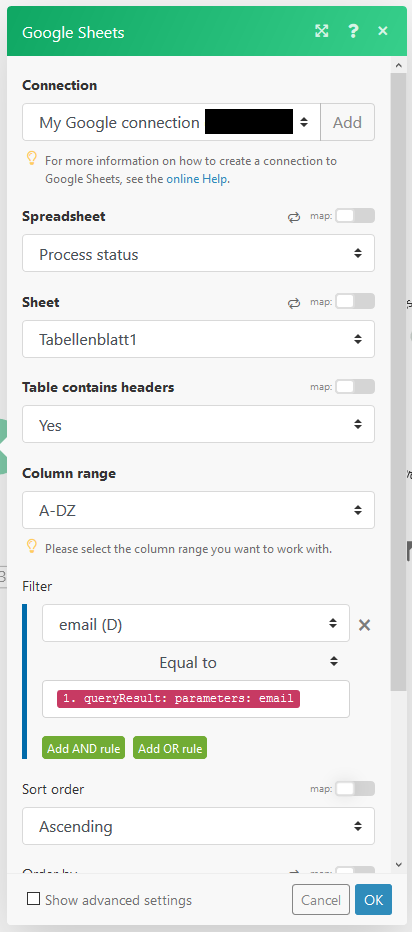 Google Sheets
Connection
My Google connection
Add
For more information on how to create a connection to
Google Sheets, see the online Help.
Spreadsheet
map:
Process status
Sheet
map:
Tabellenblatt1
Table contains headers
map:
Yes
Column range
A-DZ
Please select the column range you want to work with.
Filter
email (D)
Equal to
1. queryResult: parameters: email
Add AND rule
Add OR rule
Sort order
map:
Ascending
Show advanced settings
Cancel
OK